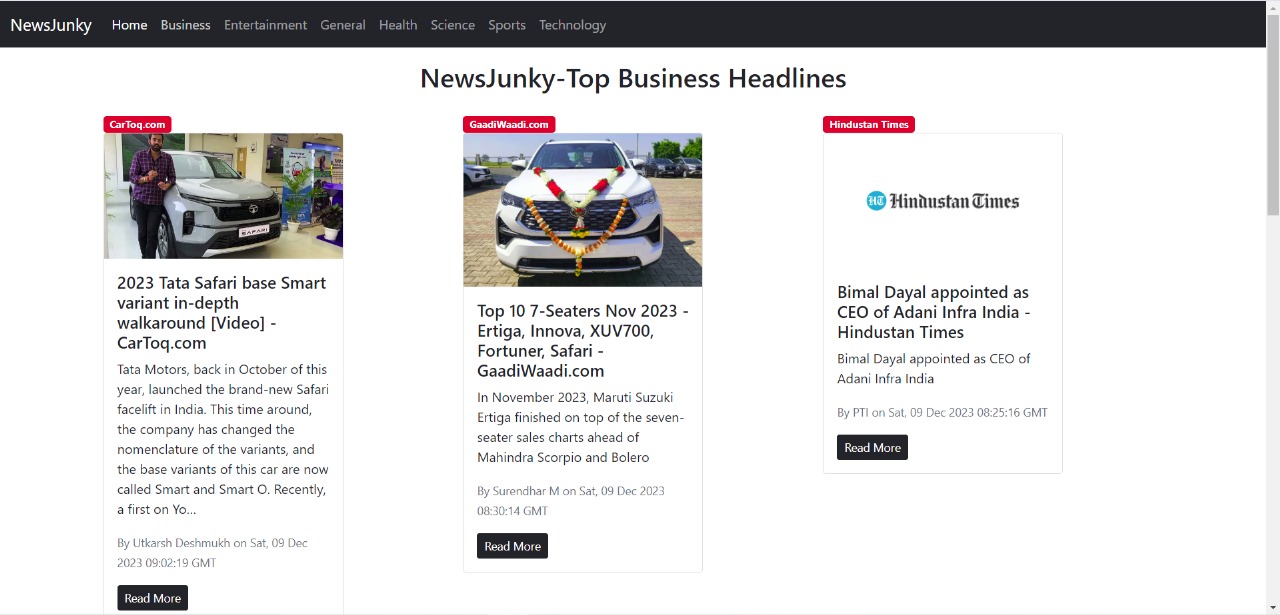 NewsJunky Home Business Entertainment General Health Science Sports Technology
NewsJunky-Top Business Headlines
CarToq.com
SAFARI
2023 Tata Safari base Smart
variant in-depth
walkaround [Video] -
CarToq.com
Tata Motors, back in October of this
year, launched the brand-new Safari
facelift in India. This time around,
the company has changed the
nomenclature of the variants, and
the base variants of this car are now
called Smart and Smart O. Recently,
a first on Yo...
By Utkarsh Deshmukh on Sat, 09 Dec
2023 09:02:19 GMT
Read More
GaadiWaadi.com
Top 10 7-Seaters Nov 2023 -
Ertiga, Innova, XUV700,
Fortuner, Safari -
GaadiWaadi.com
In November 2023, Maruti Suzuki
Ertiga finished on top of the seven-
seater sales charts ahead of
Mahindra Scorpio and Bolero
By Surendhar M on Sat, 09 Dec 2023
08:30:14 GMT
Read More
Hindustan Times
HT Hindustan Times
Bimal Dayal appointed as
CEO of Adani Infra India -
Hindustan Times
Bimal Dayal appointed as CEO of
Adani Infra India
By PTI on Sat, 09 Dec 2023 08:25:16 GMT
Read More